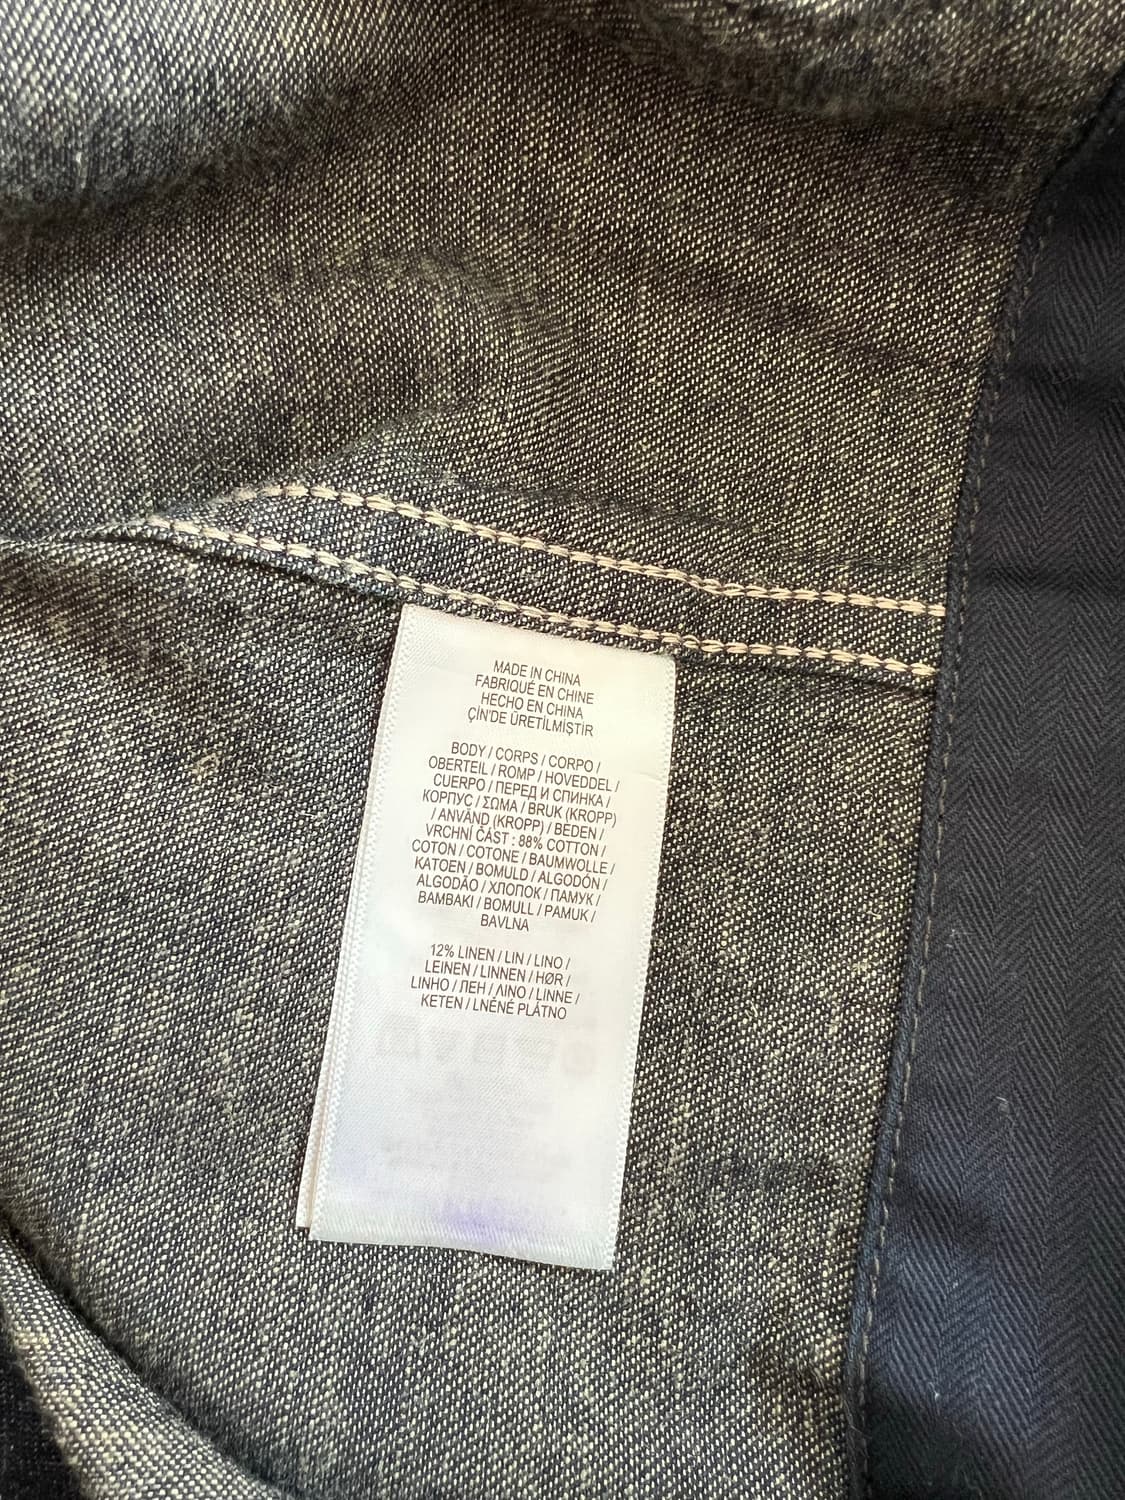 MADE IN CHINA
FABRIQUÉ EN CHINE
HECHO EN CHINA
ÇİN'DE ÜRETİLMİŞTİR
BODY / CORPS / CORPO /
OBERTEIL / ROMP / HOVEDDEL /
CUERPO / ПЕРЕД И СПИНКА /
КОРПУС / ΣΩΜΑ / BRUK (KROPP)
/ ANVÄND (KROPP) / BEDEN /
VRCHNÍ ČÁST : 88% COTTON /
COTON / COTONE / BAUMWOLLE /
KATOEN / BOMULD / ALGODÓN /
ALGODÃO / ХЛОПОК / ПАМУК /
BAMBAKI / BOMULL / PAMUK /
BAVLNA
12% LINEN / LIN / LINO /
LEINEN / LINNEN / HØR /
LINHO / ЛЕН / ΛΙΝΟ / LINNE /
KETEN / LNĚNÉ PLÁTNO